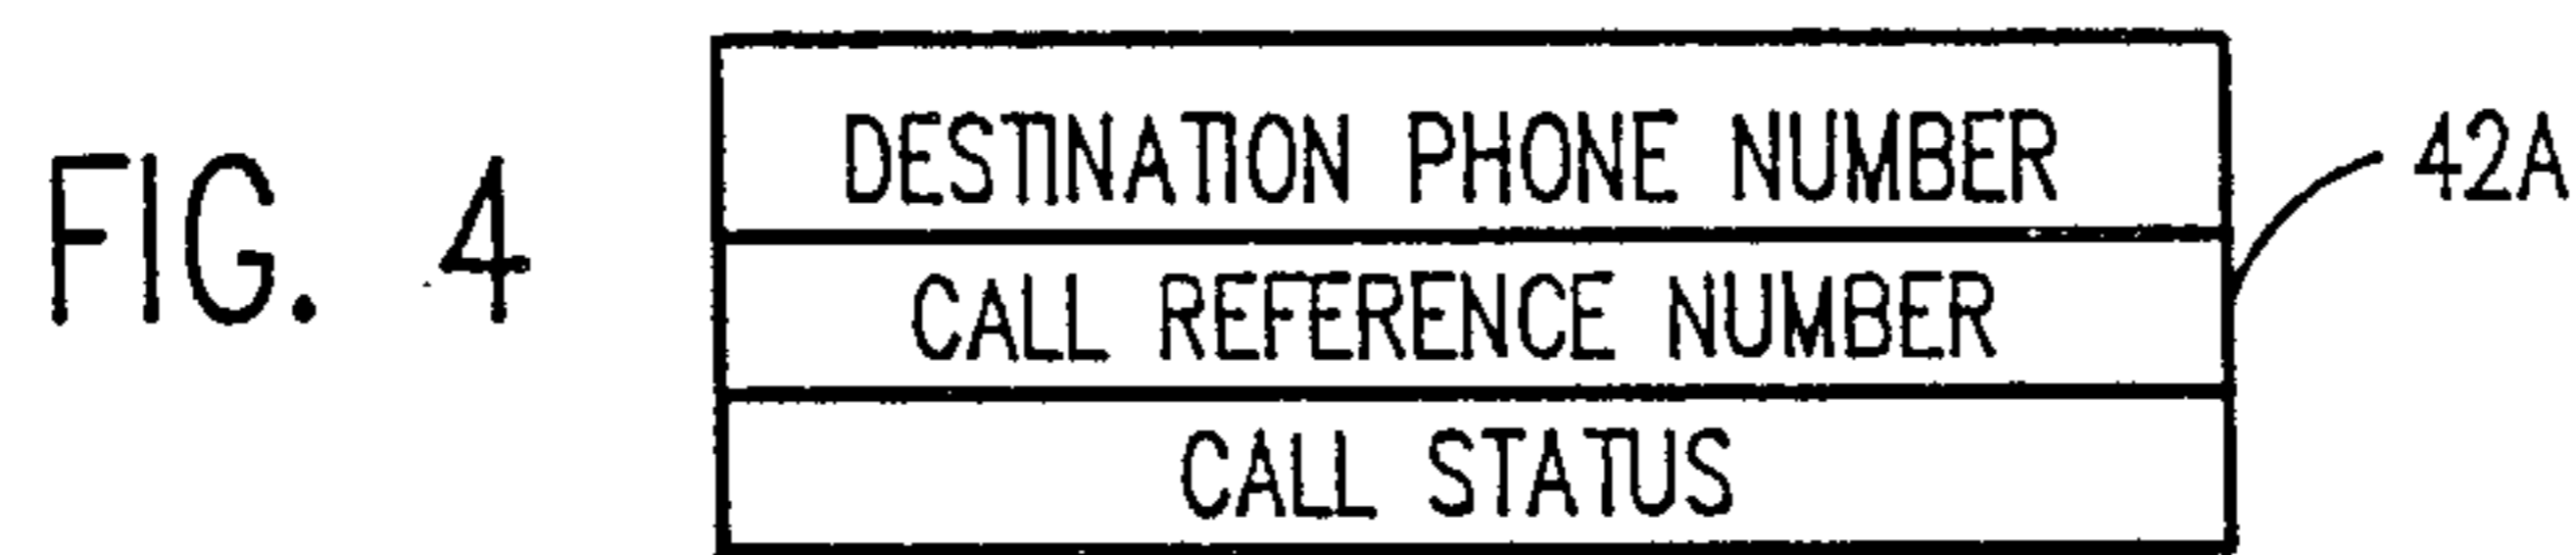 FIG. 4
DESTINATION PHONE NUMBER
42A
CALL REFERENCE NUMBER
CALL STATUS